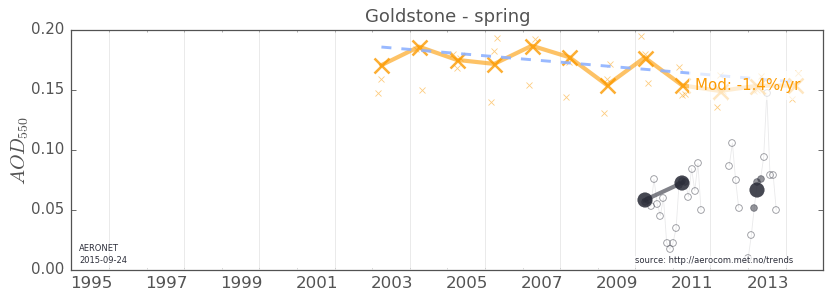 Goldstone - spring
0.20
0.15
0.10
0.05
0.00
AOD550
Mod: -1.4%/yr
AERONET
2015-09-24
source: http://aerocom.met.no/trends
1995 1997 1999 2001 2003 2005 2007 2009 2011 2013